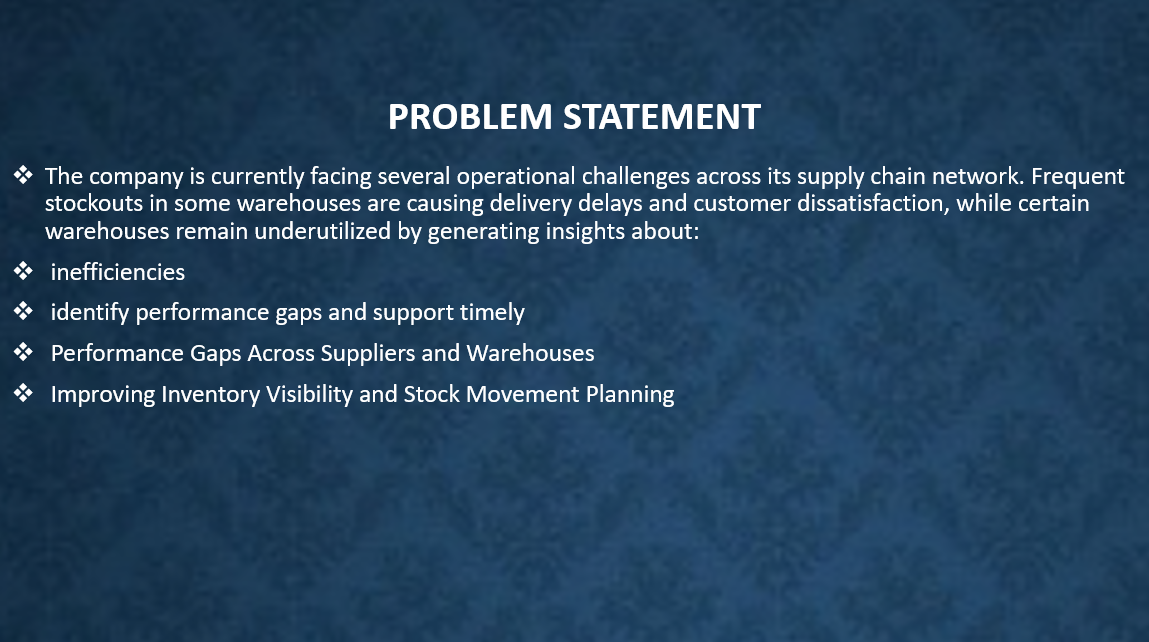 PROBLEM STATEMENT
❖ The company is currently facing several operational challenges across its supply chain network. Frequent
stockouts in some warehouses are causing delivery delays and customer dissatisfaction, while certain
warehouses remain underutilized by generating insights about:
❖ inefficiencies
❖ identify performance gaps and support timely
❖ Performance Gaps Across Suppliers and Warehouses
❖ Improving Inventory Visibility and Stock Movement Planning